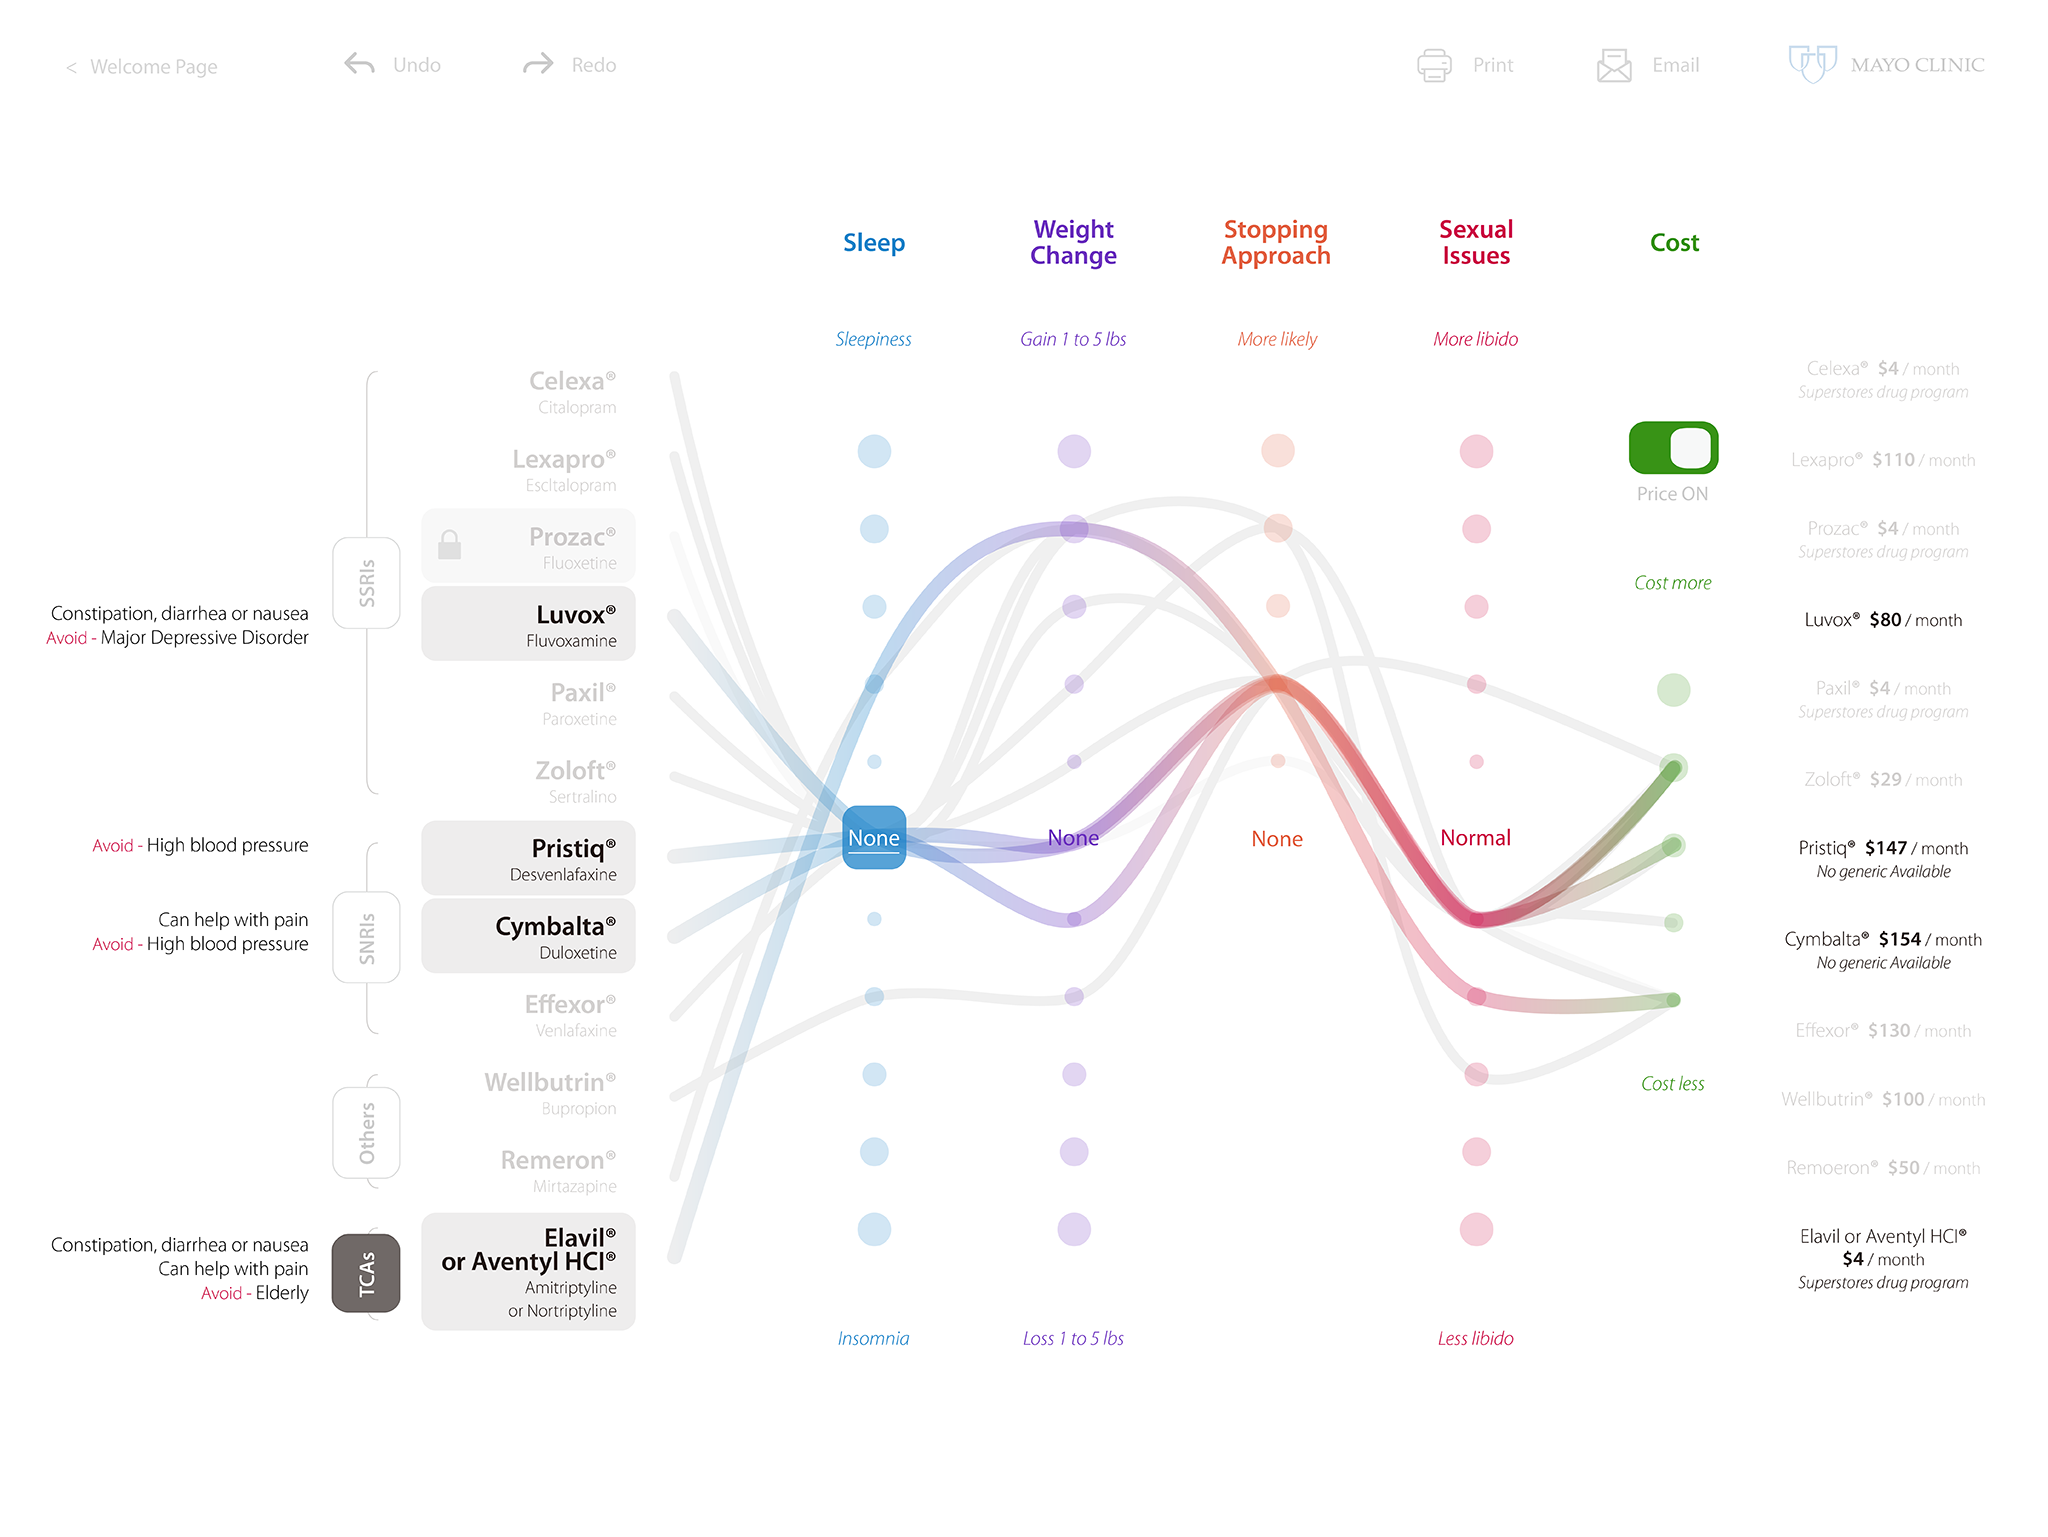 < Welcome Page
Undo
Redo
Print
Email
MAYO CLINIC
Sleep
Weight
Change
Stopping
Approach
Sexual
Issues
Cost
Sleepiness
Gain 1 to 5 lbs
More likely
More libido
Price ON
Cost more
SSRIs
Celexa®
Citalopram
Lexapro®
Escltalopram
Prozac®
Fluoxetine
Constipation, diarrhea or nausea
Avoid - Major Depressive Disorder
Luvox®
Fluvoxamine
Paxil®
Paroxetine
Zoloft®
Sertralino
SNRIs
Avoid - High blood pressure
Pristiq®
Desvenlafaxine
Can help with pain
Avoid - High blood pressure
Cymbalta®
Duloxetine
Effexor®
Venlafaxine
Others
Wellbutrin®
Bupropion
Remeron®
Mirtazapine
TCAs
Constipation, diarrhea or nausea
Can help with pain
Avoid - Elderly
Elavil®
or Aventyl HCI®
Amitriptyline
or Nortriptyline
None
None
None
Normal
Insomnia
Loss 1 to 5 lbs
Less libido
Cost less
Celexa® $4 / month
Superstores drug program
Lexapro® $110 / month
Prozac® $4 / month
Superstores drug program
Luvox® $80 / month
Paxil® $4 / month
Superstores drug program
Zoloft® $29 / month
Pristiq® $147 / month
No generic Available
Cymbalta® $154 / month
No generic Available
Effexor® $130 / month
Wellbutrin® $100 / month
Remoeron® $50 / month
Elavil or Aventyl HCI®
$4 / month
Superstores drug program